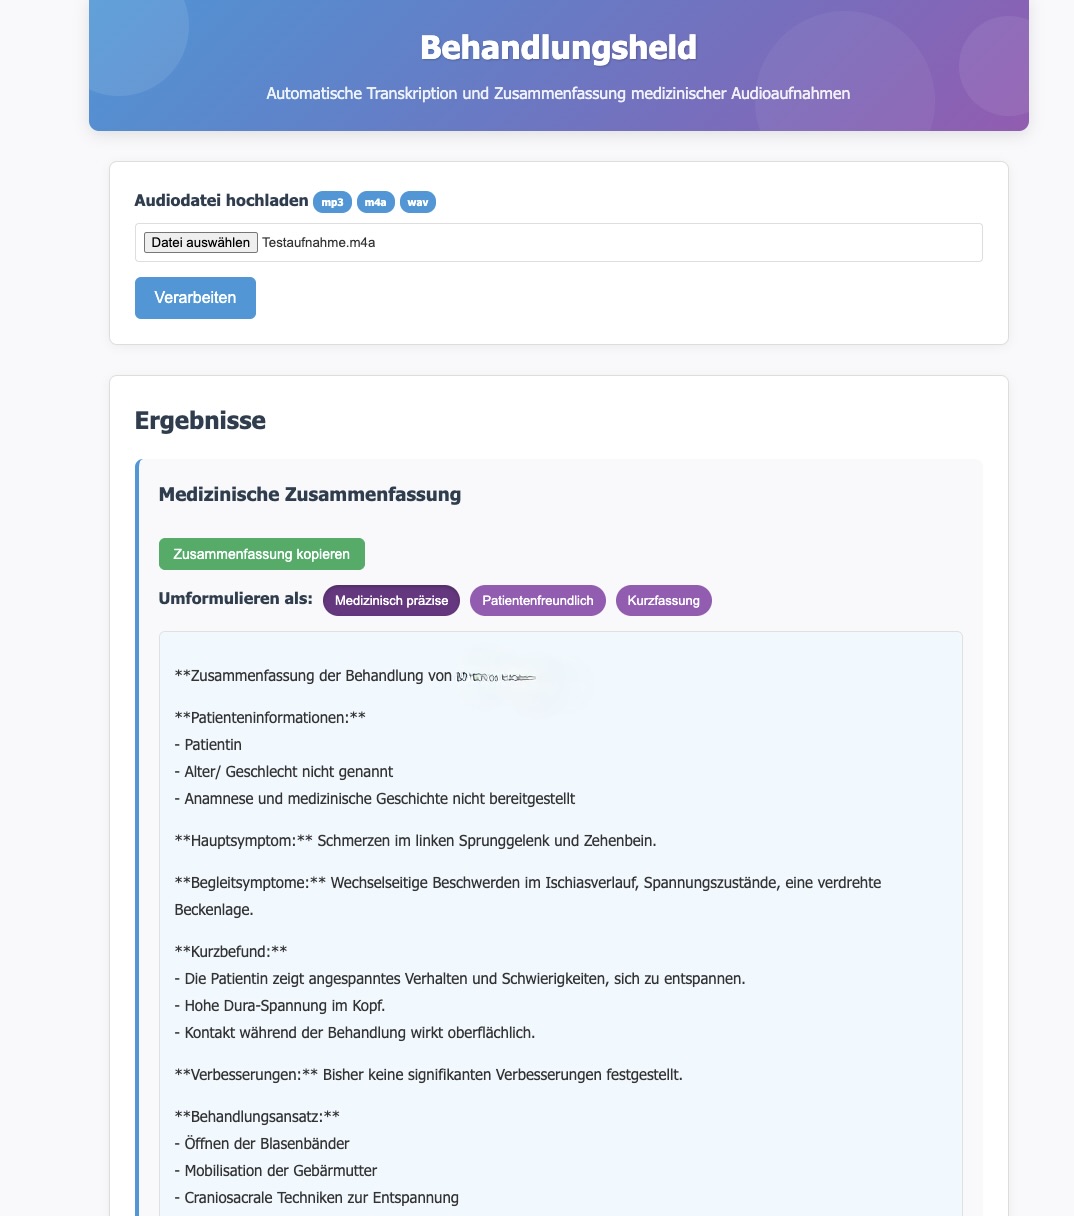 Behandlungsheld
Automatische Transkription und Zusammenfassung medizinischer Audioaufnahmen
Audiodatei hochladen mp3 m4a wav
Datei auswählen Testaufnahme.m4a
Verarbeiten
Ergebnisse
Medizinische Zusammenfassung
Zusammenfassung kopieren
Umformulieren als: Medizinisch präzise Patientenfreundlich Kurzfassung
**Zusammenfassung der Behandlung von
**Patienteninformationen:**
- Patientin
- Alter/ Geschlecht nicht genannt
- Anamnese und medizinische Geschichte nicht bereitgestellt
**Hauptsymptom:** Schmerzen im linken Sprunggelenk und Zehenbein.
**Begleitsymptome:** Wechselseitige Beschwerden im Ischiasverlauf, Spannungszustände, eine verdrehte
Beckenlage.
**Kurzbefund:**
- Die Patientin zeigt angespanntes Verhalten und Schwierigkeiten, sich zu entspannen.
- Hohe Dura-Spannung im Kopf.
- Kontakt während der Behandlung wirkt oberflächlich.
**Verbesserungen:** Bisher keine signifikanten Verbesserungen festgestellt.
**Behandlungsansatz:**
- Öffnen der Blasenbänder
- Mobilisation der Gebärmutter
- Craniosacrale Techniken zur Entspannung